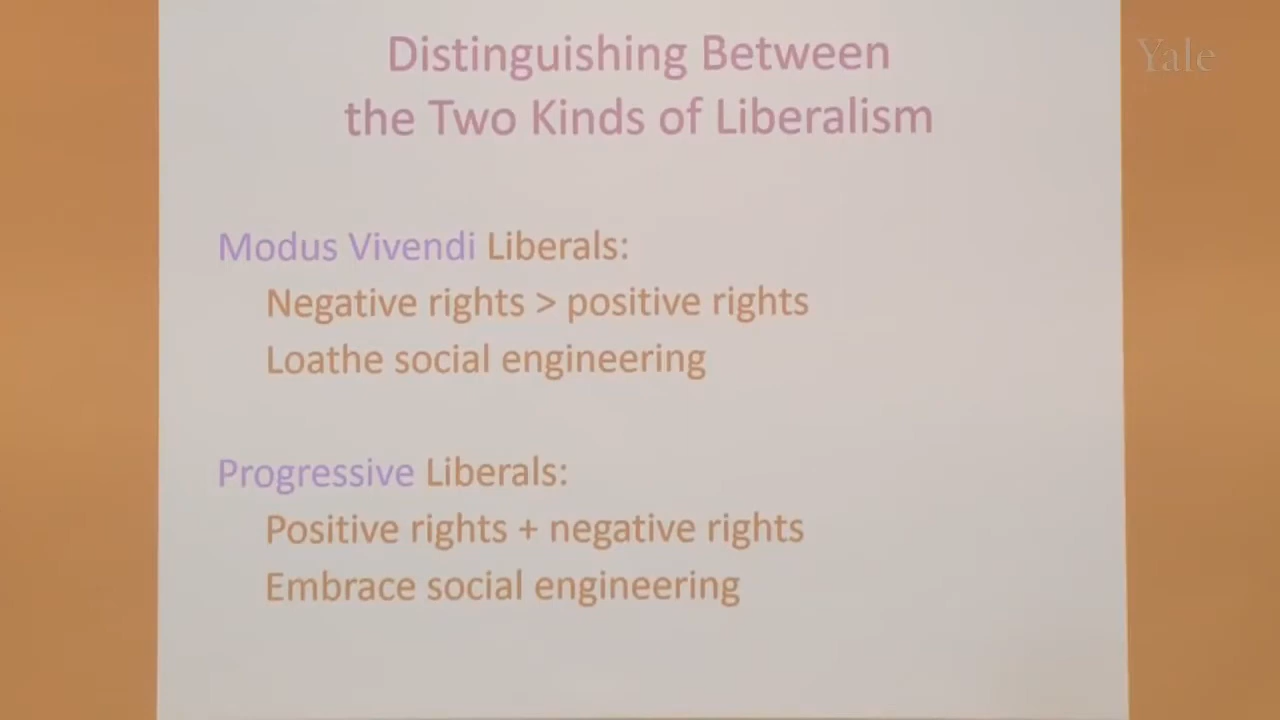 Distinguishing Between
the Two Kinds of Liberalism
Yale
Modus Vivendi Liberals:
Negative rights > positive rights
Loathe social engineering
Progressive Liberals:
Positive rights + negative rights
Embrace social engineering